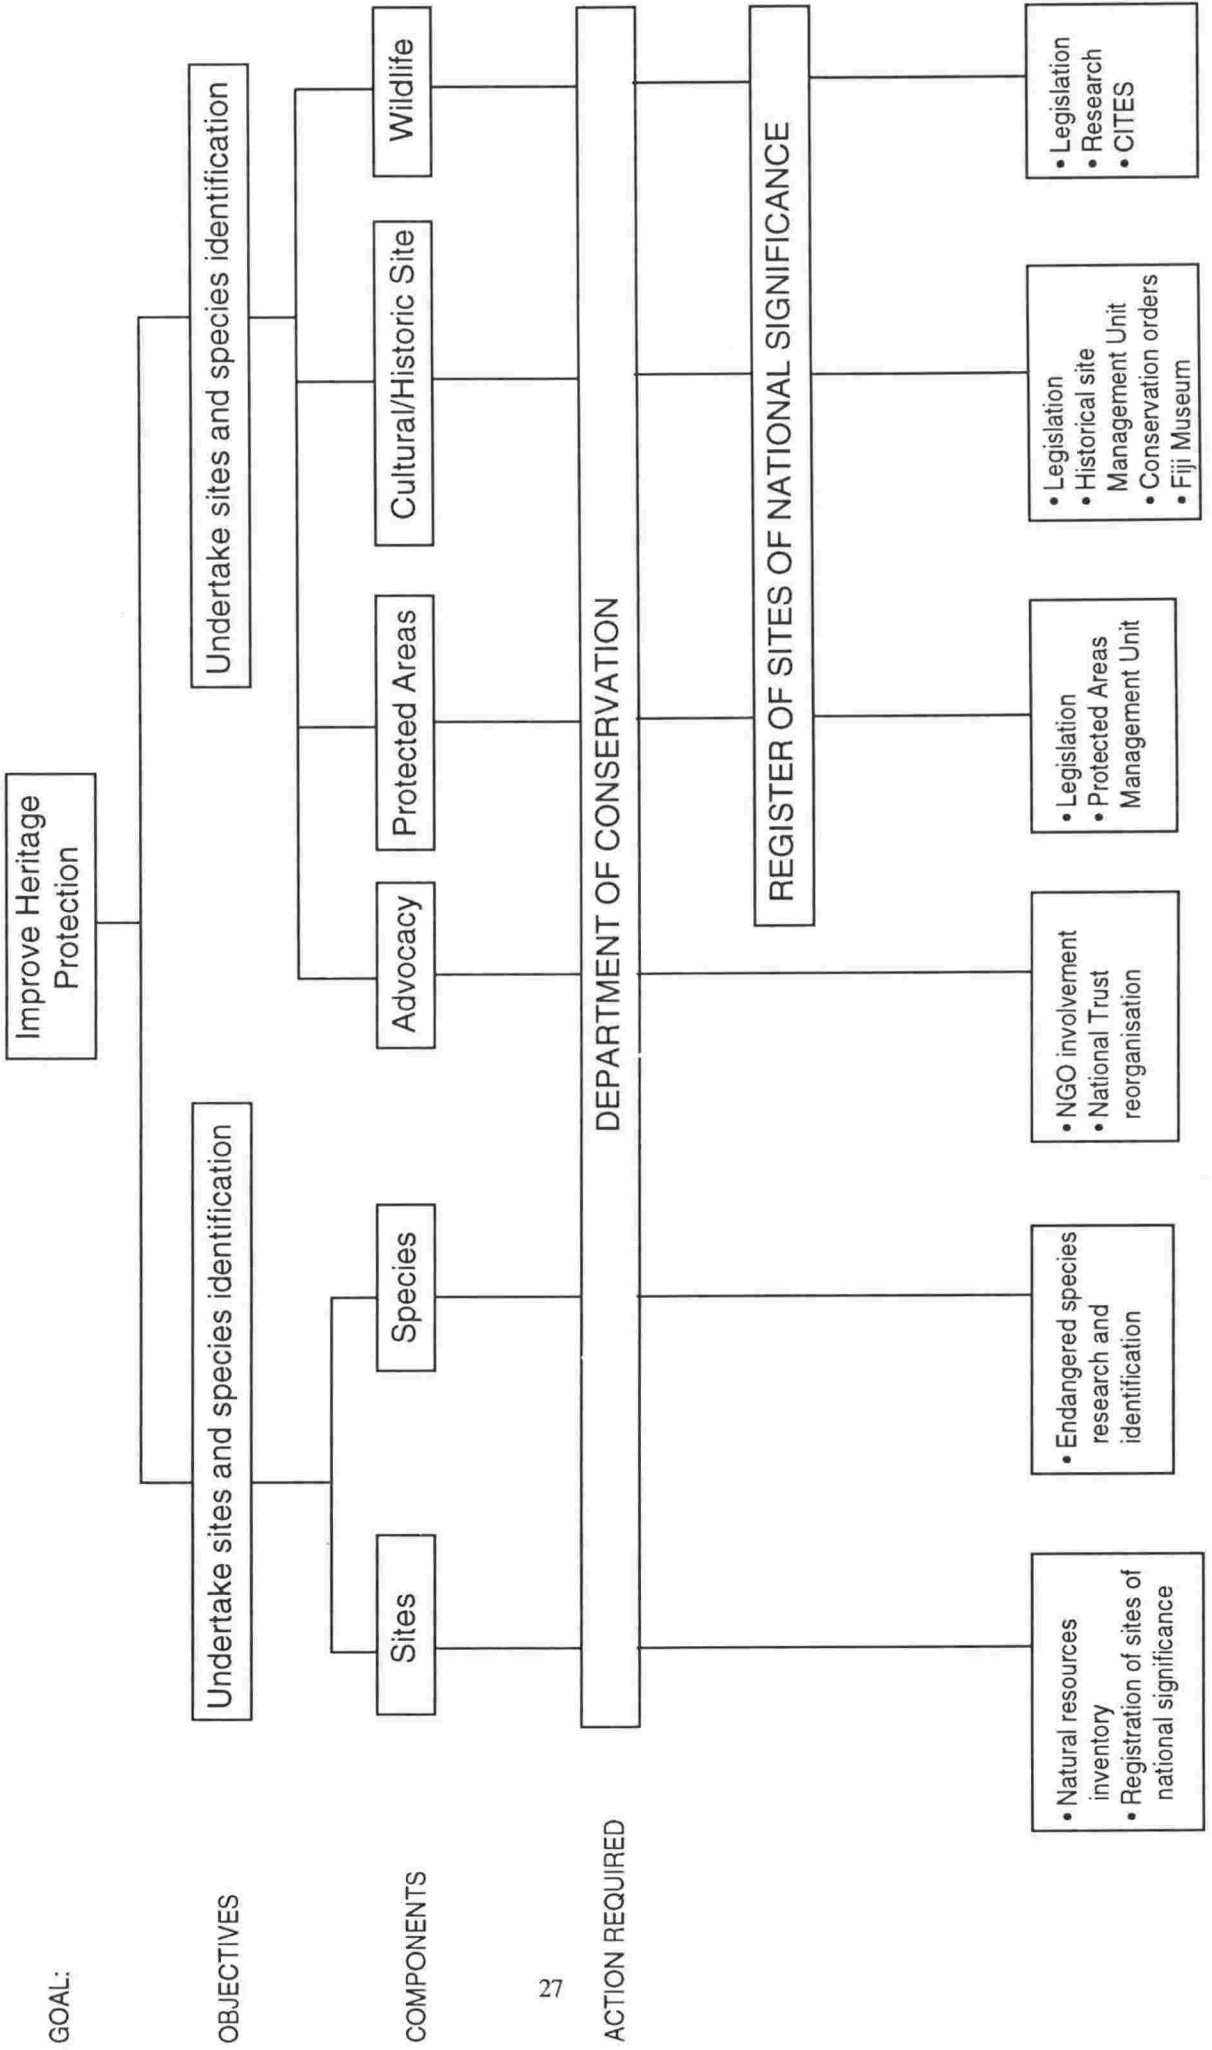 GOAL:
Improve Heritage
Protection
OBJECTIVES
Undertake sites and species identification
Undertake sites and species identification
COMPONENTS
Sites
Species
Advocacy
Protected Areas
Cultural/Historic Site
Wildlife
ACTION REQUIRED
DEPARTMENT OF CONSERVATION
REGISTER OF SITES OF NATIONAL SIGNIFICANCE
• Natural resources
inventory
• Registration of sites of
national significance
• Endangered species
research and
identification
• NGO involvement
• National Trust
reorganisation
• Legislation
• Protected Areas
Management Unit
• Legislation
• Historical site
Management Unit
• Conservation orders
• Fiji Museum
• Legislation
• Research
• CITES
27